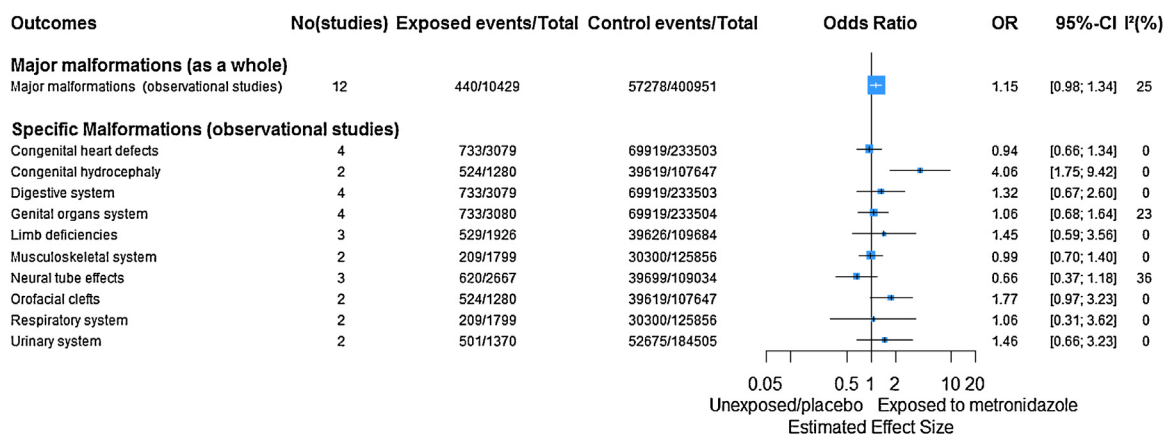 Outcomes No(studies) Exposed events/Total Control events/Total Odds Ratio OR 95%-CI I²(%)
Major malformations (as a whole)
Major malformations (observational studies) 12 440/10429 57278/400951 1.15 [0.98; 1.34] 25
Specific Malformations (observational studies)
Congenital heart defects 4 733/3079 69919/233503 0.94 [0.66; 1.34] 0
Congenital hydrocephaly 2 524/1280 39619/107647 4.06 [1.75; 9.42] 0
Digestive system 4 733/3079 69919/233503 1.32 [0.67; 2.60] 0
Genital organs system 4 733/3080 69919/233504 1.06 [0.68; 1.64] 23
Limb deficiencies 3 529/1926 39626/109684 1.45 [0.59; 3.56] 0
Musculoskeletal system 2 209/1799 30300/125856 0.99 [0.70; 1.40] 0
Neural tube effects 3 620/2667 39699/109034 0.66 [0.37; 1.18] 36
Orofacial clefts 2 524/1280 39619/107647 1.77 [0.97; 3.23] 0
Respiratory system 2 209/1799 30300/125856 1.06 [0.31; 3.62] 0
Urinary system 2 501/1370 52675/184505 1.46 [0.66; 3.23] 0
0.05 0.5 1 2 10 20
Unexposed/placebo Exposed to metronidazole
Estimated Effect Size